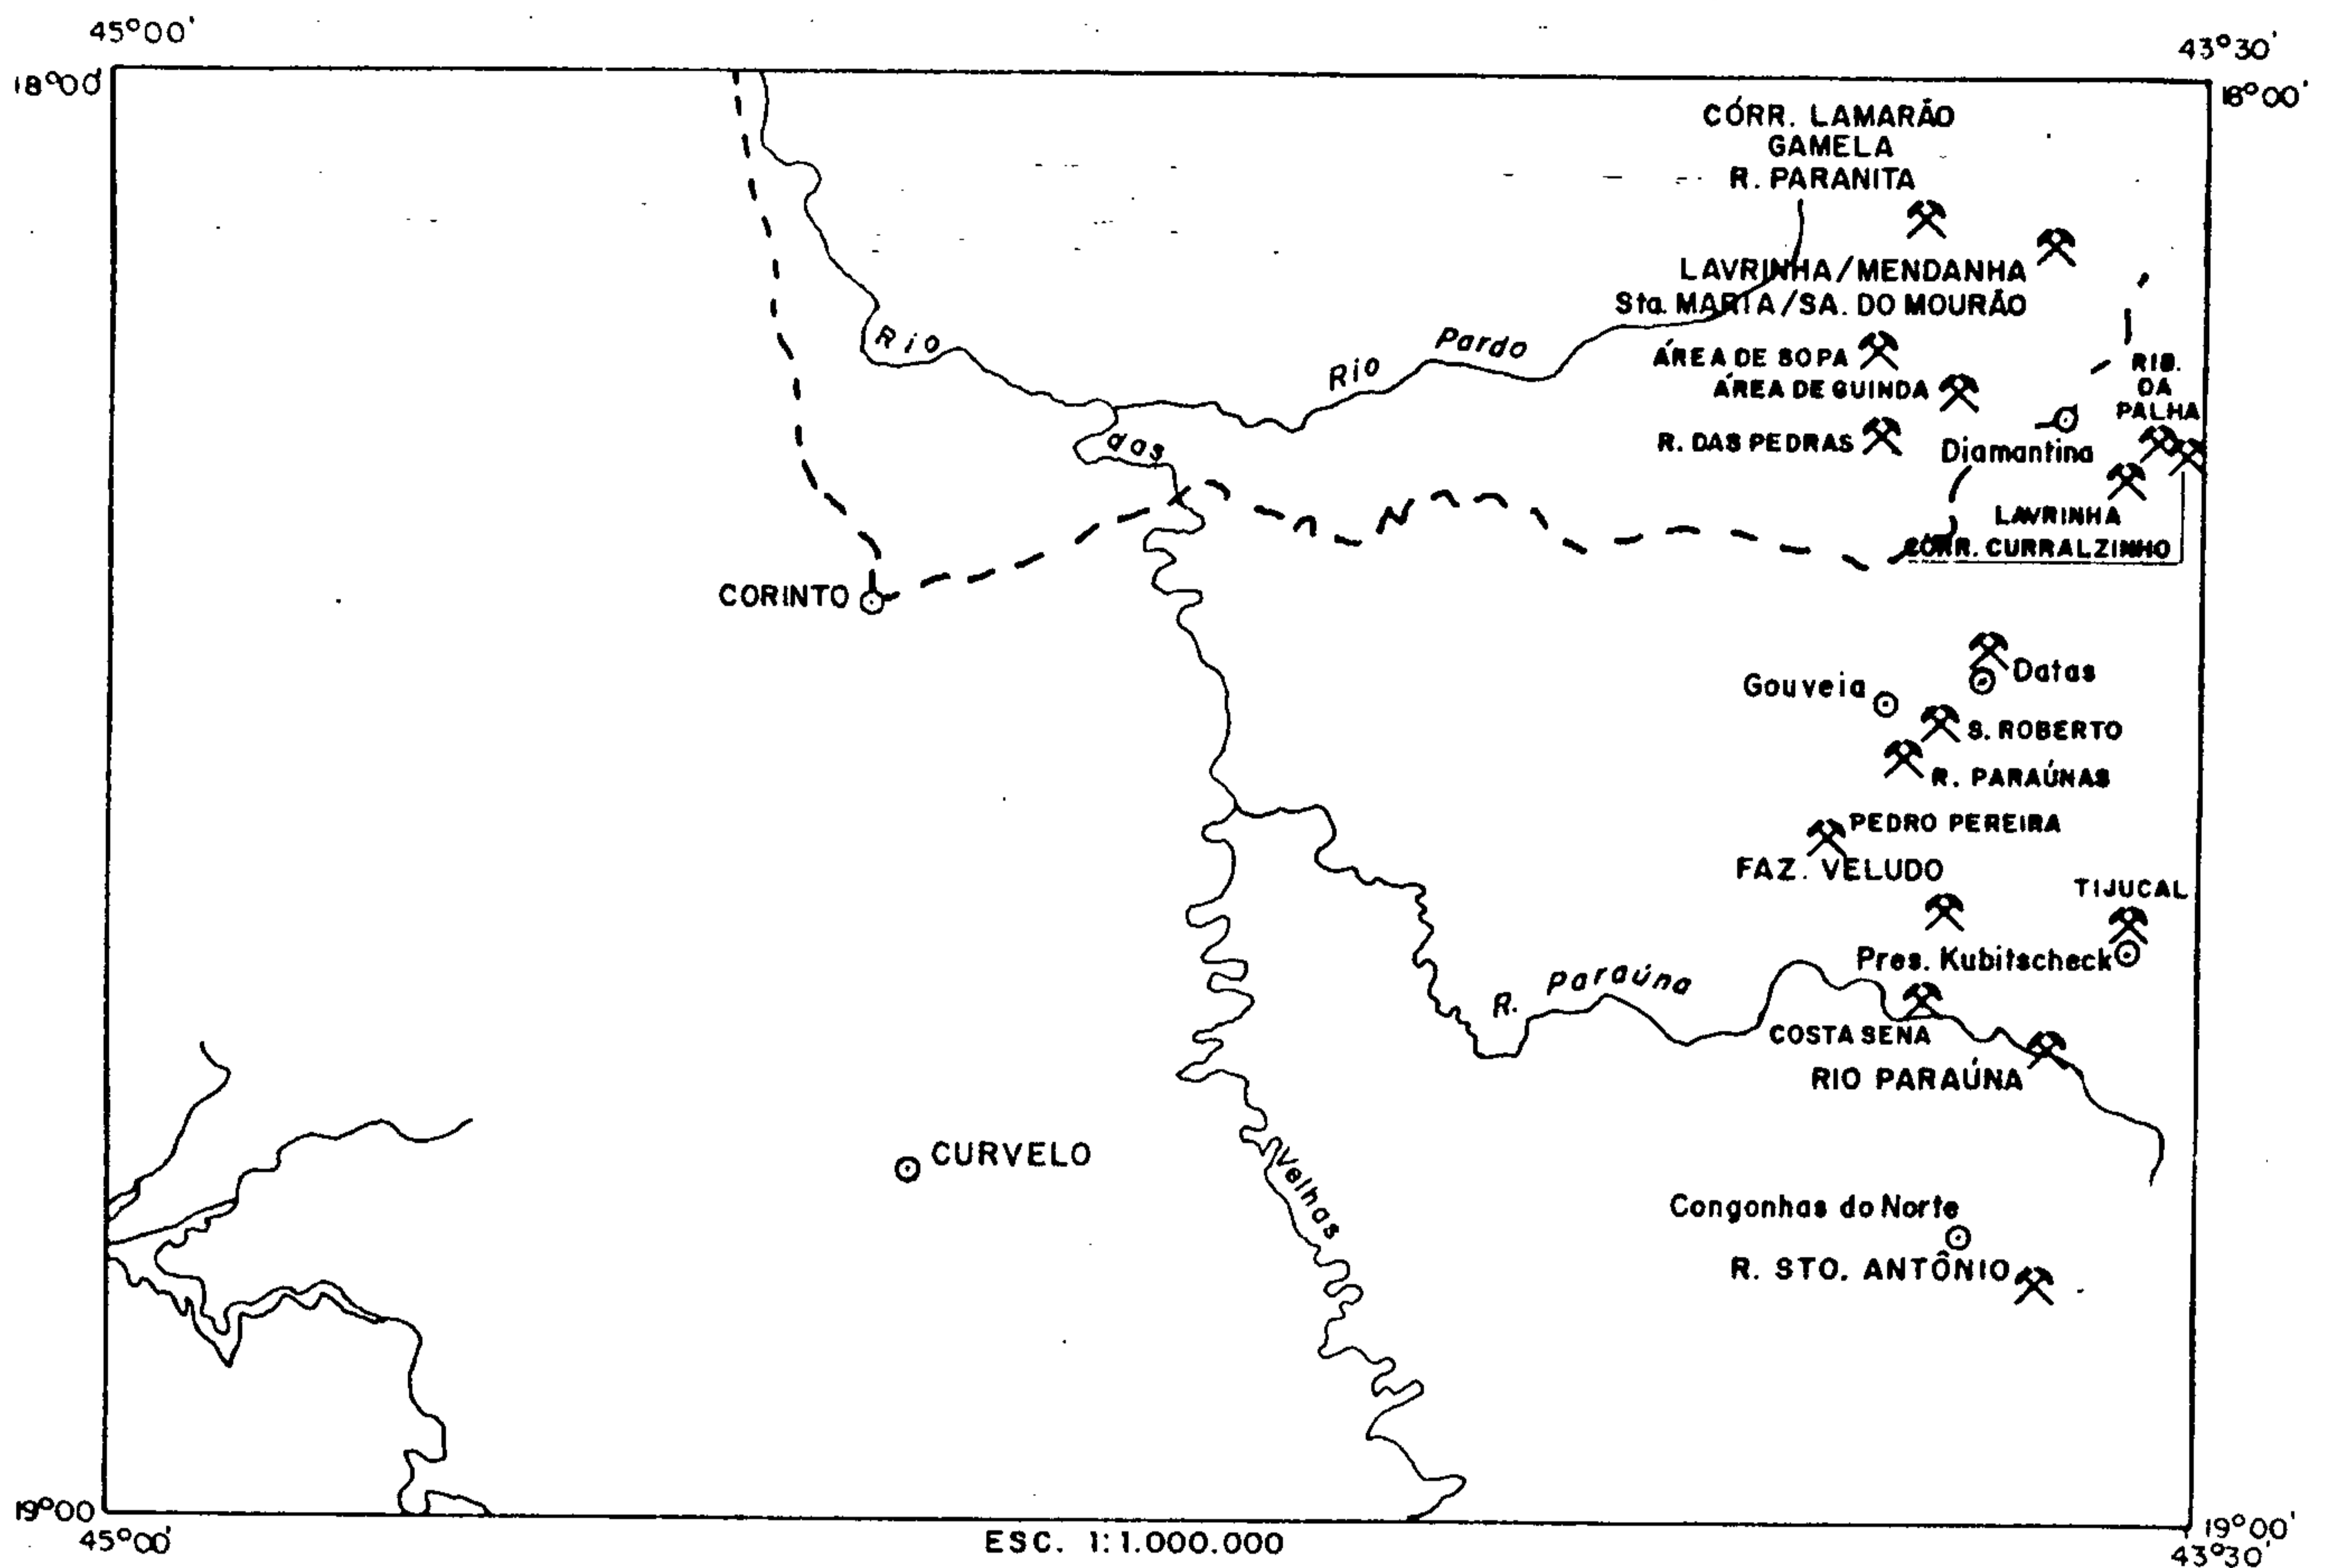 45°00'
43°30'
18°00'
18°00'
CÓRR. LAMARÃO
GAMELA
R. PARANITA
LAVRINHA/MENDANHA
Sta. MARIA/SA. DO MOURÃO
Rio
Rio Pardo
ÁREA DE SOPA
RIB.
DA
PALHA
ÁREA DE GUINDA
das
R. DAS PEDRAS
Diamantina
LAVRINHA
CÓRR. CURRALZINHO
CORINTO
Datas
Gouveia
S. ROBERTO
R. PARAÚNAS
PEDRO PEREIRA
FAZ. VELUDO
TIJUCAL
Pres. Kubitscheck
R. Paraúna
COSTA SENA
RIO PARAÚNA
CURVELO
Velhas
Congonhas do Norte
R. STO. ANTÔNIO
19°00
19°00'
45°00'
ESC. 1:1.000.000
43°30'